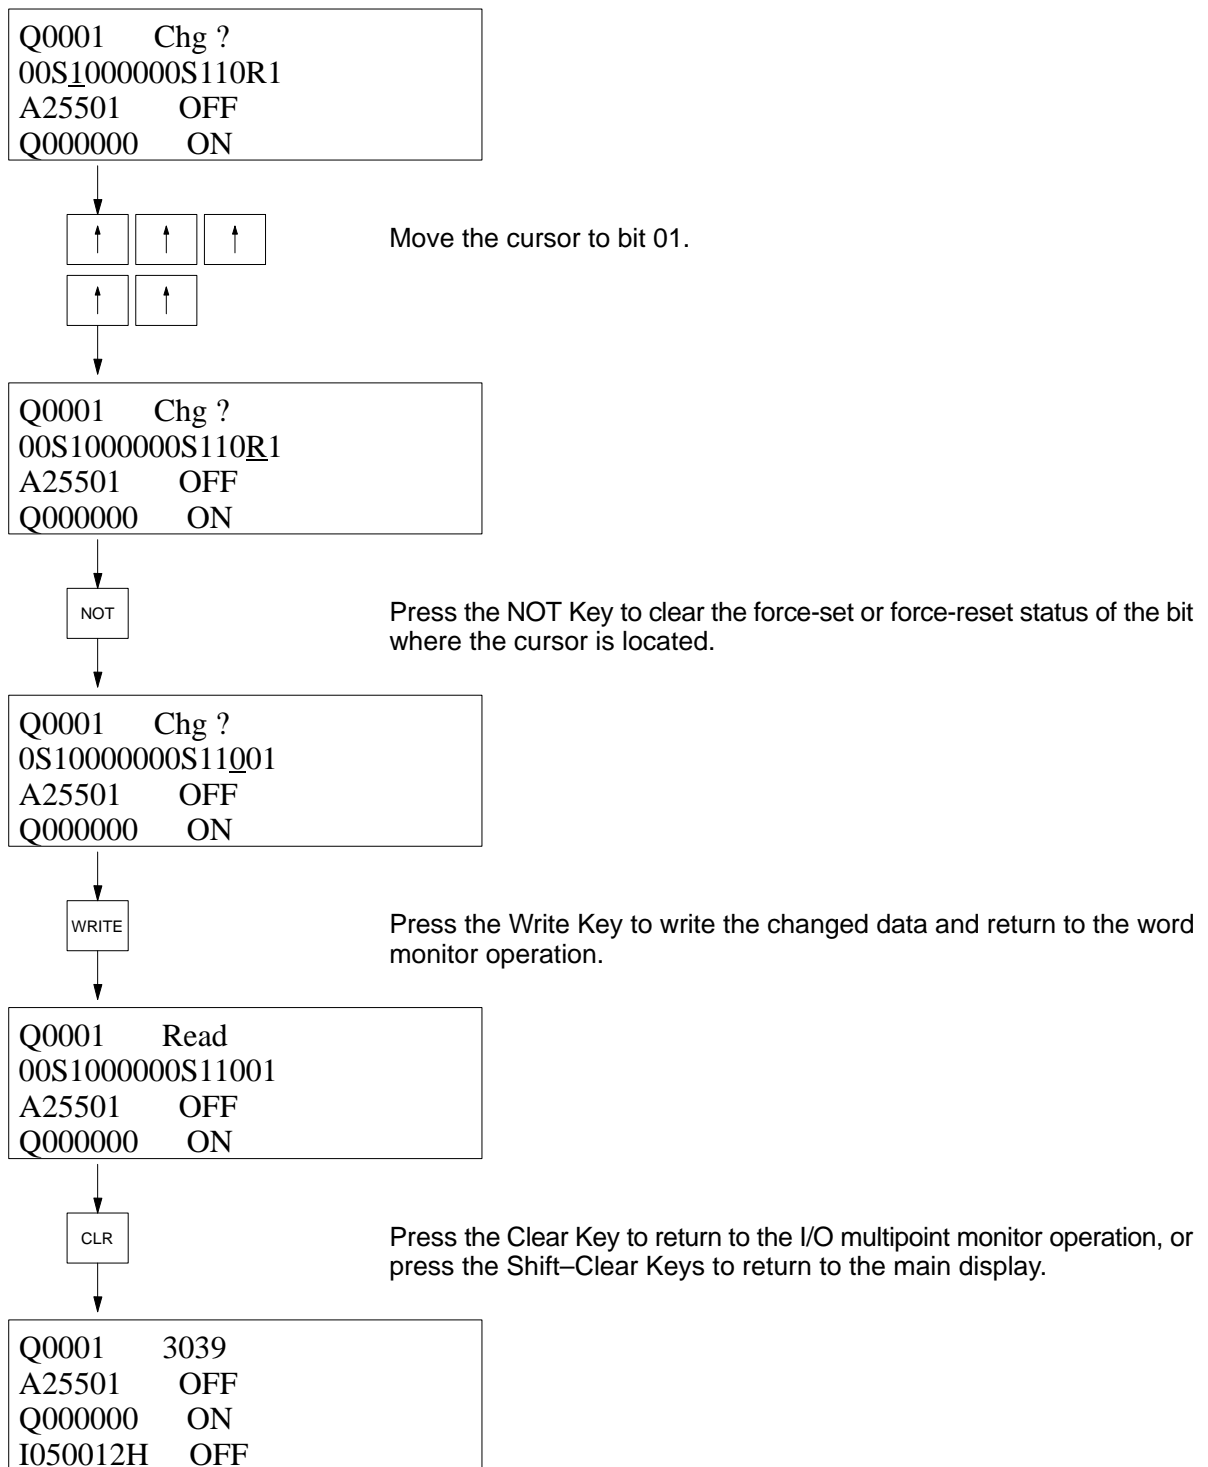 Q0001 Chg ?
00S1000000S110R1
A25501 OFF
Q000000 ON
Move the cursor to bit 01.
Q0001 Chg ?
00S1000000S110R1
A25501 OFF
Q000000 ON
NOT
Press the NOT Key to clear the force-set or force-reset status of the bit
where the cursor is located.
Q0001 Chg ?
0S10000000S11001
A25501 OFF
Q000000 ON
WRITE
Press the Write Key to write the changed data and return to the word
monitor operation.
Q0001 Read
00S1000000S11001
A25501 OFF
Q000000 ON
CLR
Press the Clear Key to return to the I/O multipoint monitor operation, or
press the Shift–Clear Keys to return to the main display.
Q0001 3039
A25501 OFF
Q000000 ON
I050012H OFF